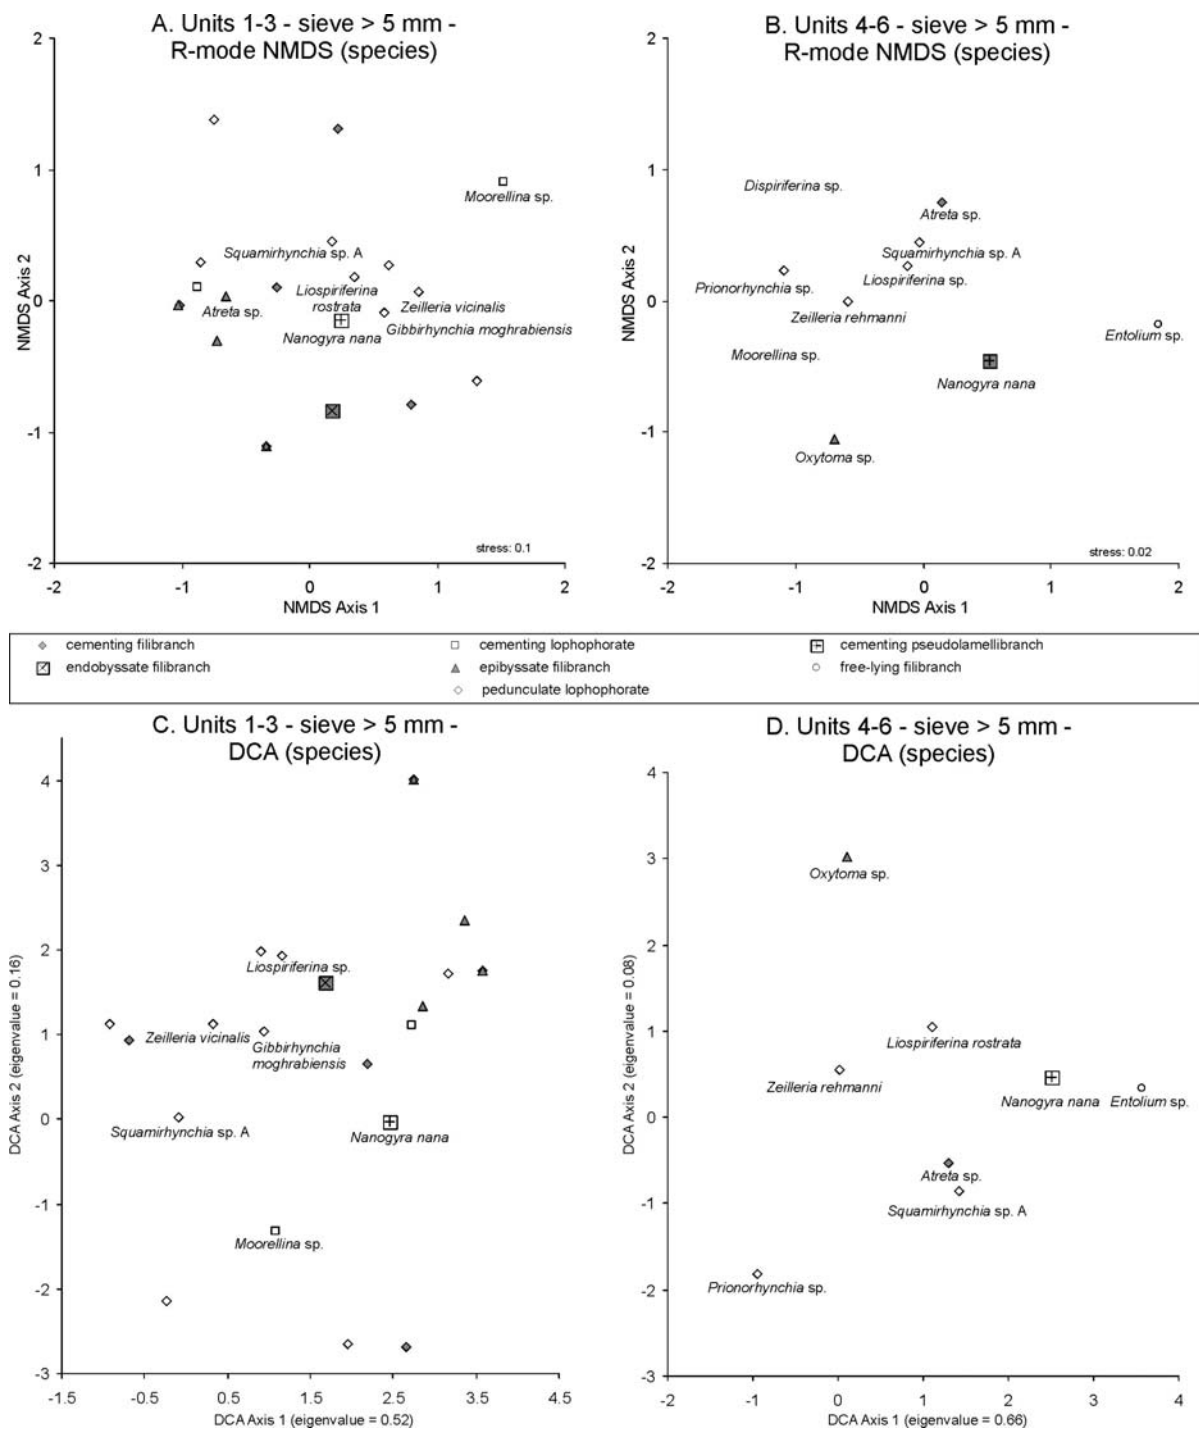 A. Units 1-3 - sieve > 5 mm -
R-mode NMDS (species)
2
1
0
-1
-2
NMDS Axis 2
Moorellina sp.
Squamirhynchia sp. A
Liospiriferina
rostrata
Atreta sp.
Zeilleria vicinalis
Gibbirhynchia moghrabiensis
Nanogyra nana
stress: 0.1
-2
-1
0
1
2
NMDS Axis 1
B. Units 4-6 - sieve > 5 mm -
R-mode NMDS (species)
2
1
0
-1
-2
NMDS Axis 2
Dispiriferina sp.
Atreta sp.
Squamirhynchia sp. A
Liospiriferina sp.
Prionorhynchia sp.
Zeilleria rehmanni
Entolium sp.
Moorellina sp.
Nanogyra nana
Oxytoma sp.
stress: 0.02
-2
-1
0
1
2
NMDS Axis 1
cementing filibranch
cementing lophophorate
cementing pseudolamellibranch
endobyssate filibranch
epibyssate filibranch
free-lying filibranch
pedunculate lophophorate
C. Units 1-3 - sieve > 5 mm -
DCA (species)
4
3
2
1
0
-1
-2
-3
DCA Axis 2 (eigenvalue = 0.16)
Liospiriferina sp.
Zeilleria vicinalis
Gibbirhynchia
moghrabiensis
Squamirhynchia sp. A
Nanogyra nana
Moorellina sp.
-1.5
-0.5
0.5
1.5
2.5
3.5
4.5
DCA Axis 1 (eigenvalue = 0.52)
D. Units 4-6 - sieve > 5 mm -
DCA (species)
4
3
2
1
0
-1
-2
-3
DCA Axis 2 (eigenvalue = 0.08)
Oxytoma sp.
Liospiriferina rostrata
Zeilleria rehmanni
Nanogyra nana
Entolium sp.
Atreta sp.
Squamirhynchia sp. A
Prionorhynchia sp.
-2
-1
0
1
2
3
4
DCA Axis 1 (eigenvalue = 0.66)